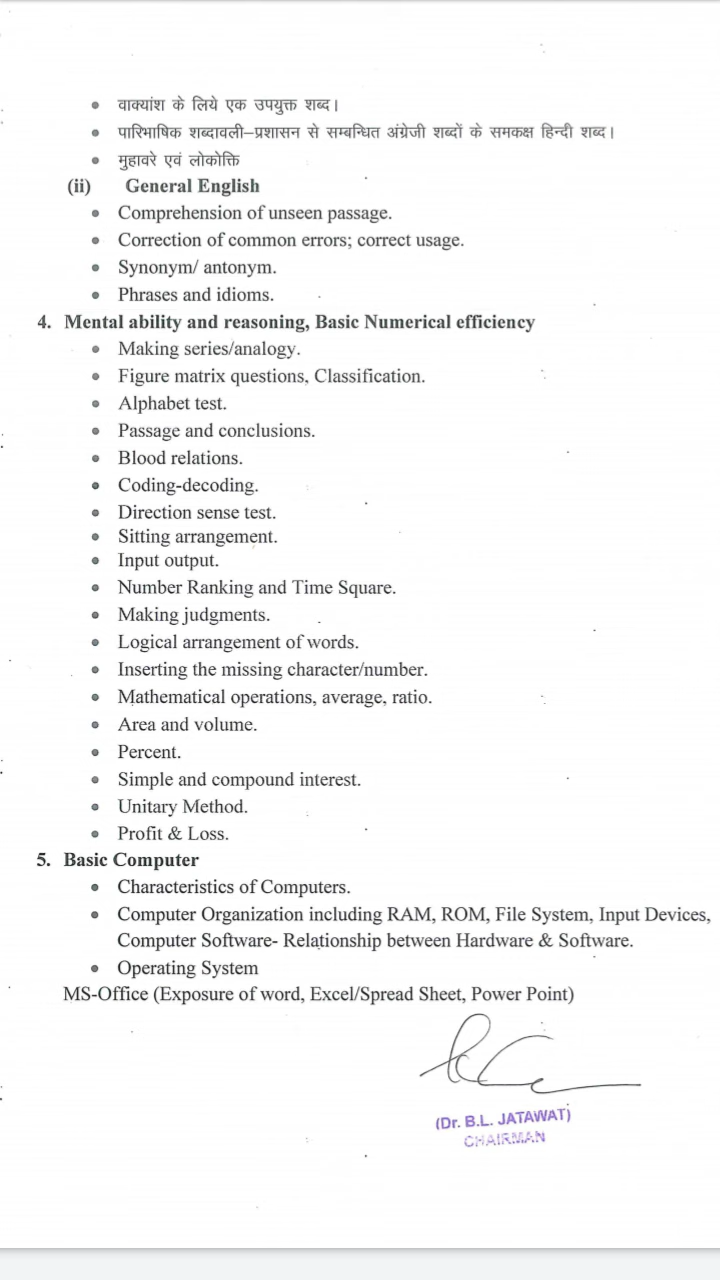 • वाक्यांश के लिये एक उपयुक्त शब्द।
• पारिभाषिक शब्दावली–प्रशासन से सम्बन्धित अंग्रेजी शब्दों के समकक्ष हिन्दी शब्द।
• मुहावरे एवं लोकोक्ति
(ii) General English
• Comprehension of unseen passage.
• Correction of common errors; correct usage.
• Synonym/ antonym.
• Phrases and idioms.
4. Mental ability and reasoning, Basic Numerical efficiency
• Making series/analogy.
• Figure matrix questions, Classification.
• Alphabet test.
• Passage and conclusions.
• Blood relations.
• Coding-decoding.
• Direction sense test.
• Sitting arrangement.
• Input output.
• Number Ranking and Time Square.
• Making judgments.
• Logical arrangement of words.
• Inserting the missing character/number.
• Mathematical operations, average, ratio.
• Area and volume.
• Percent.
• Simple and compound interest.
• Unitary Method.
• Profit & Loss.
5. Basic Computer
• Characteristics of Computers.
• Computer Organization including RAM, ROM, File System, Input Devices,
Computer Software- Relationship between Hardware & Software.
• Operating System
MS-Office (Exposure of word, Excel/Spread Sheet, Power Point)
(Dr. B.L. JATAWAT)
CHAIRMAN